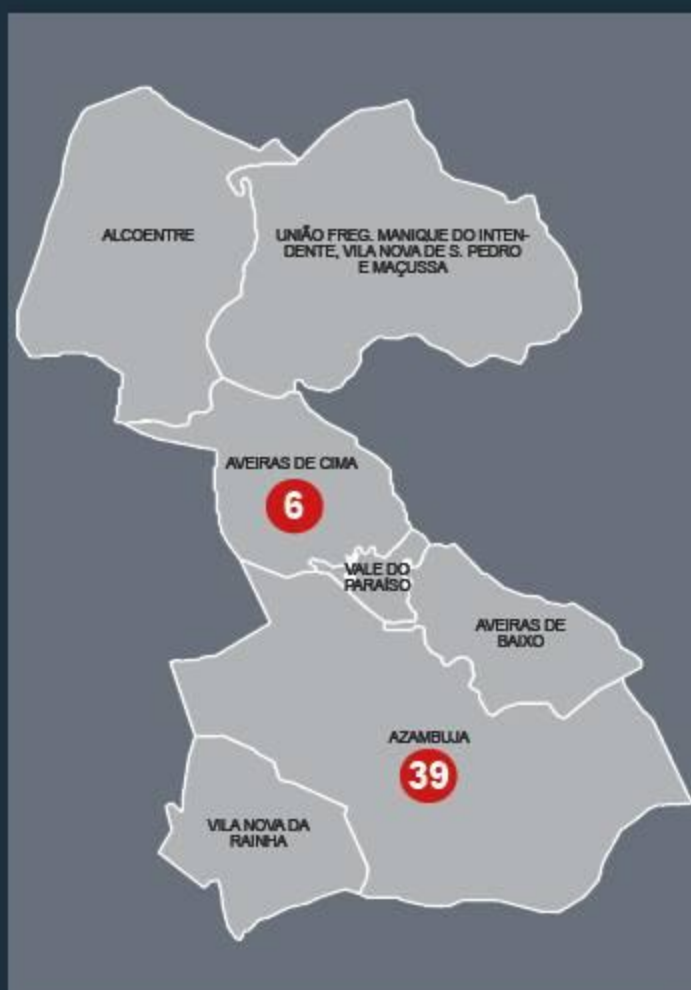 ALCOENTRE
UNIÃO FREG. MANIQUE DO INTEN-
DENTE, VILA NOVA DE S. PEDRO
E MAÇUSSA
AVEIRAS DE CIMA
6
VALE DO
PARAÍSO
AVEIRAS DE
BAIXO
AZAMBUJA
39
VILA NOVA DA
RAINHA